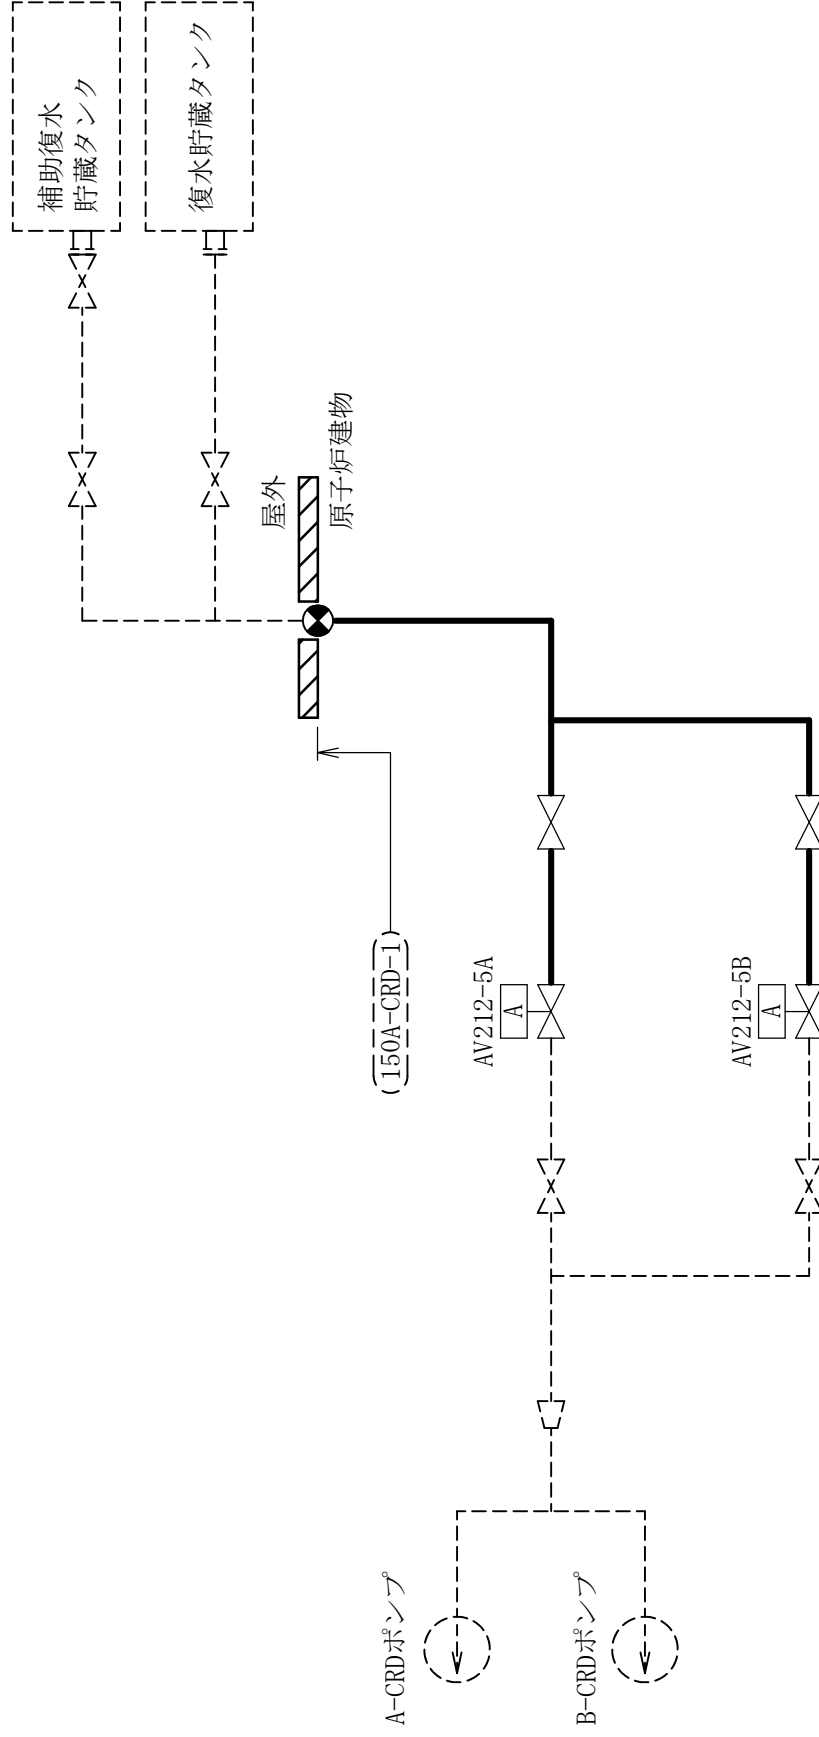 補助復水
貯蔵タンク
復水貯蔵タンク
屋外
原子炉建物
150A-CRD-1
AV212-5A
A
AV212-5B
A
A-CRDポンプ
B-CRDポンプ